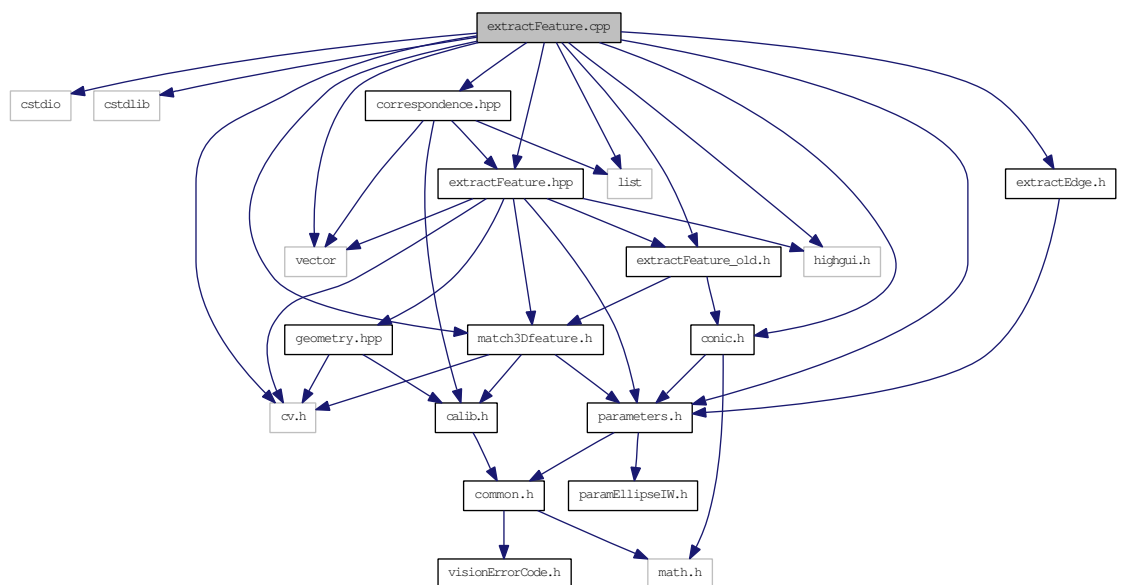 extractFeature.cpp
cstdio
cstdlib
correspondence.hpp
extractFeature.hpp
list
extractEdge.h
vector
extractFeature_old.h
highgui.h
geometry.hpp
match3Dfeature.h
conic.h
cv.h
calib.h
parameters.h
common.h
paramEllipseIW.h
visionErrorCode.h
math.h